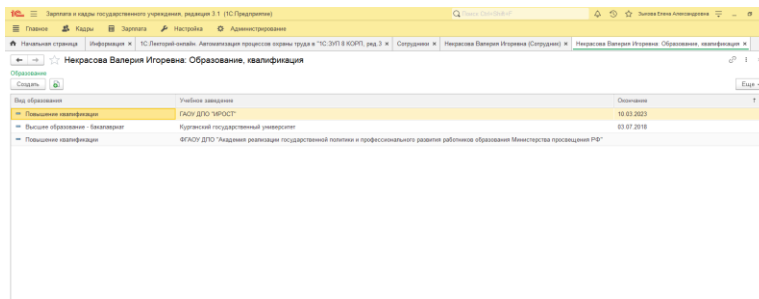 1С Зарплата и кадры государственного учреждения, редакция 3.1 (1С:Предприятие) Поиск Ctrl+Shift+F Зыкова Елена Александровна
Главное Кадры Зарплата Настройка Администрирование
Начальная страница Информация × 1С:Лекторий-онлайн. Автоматизация процессов охраны труда в "1С:ЗУП 8 КОРП, ред.3 × Сотрудники × Некрасова Валерия Игоревна (Сотрудник) × Некрасова Валерия Игоревна: Образование, квалификация ×
Некрасова Валерия Игоревна: Образование, квалификация
Образование
Создать Еще
Вид образования Учебное заведение Окончание
Повышение квалификации ГАОУ ДПО "ИРОСТ" 10.03.2023
Высшее образование - бакалавриат Курганский государственный университет 03.07.2018
Повышение квалификации ФГАОУ ДПО "Академия реализации государственной политики и профессионального развития работников образования Министерства просвещения РФ"